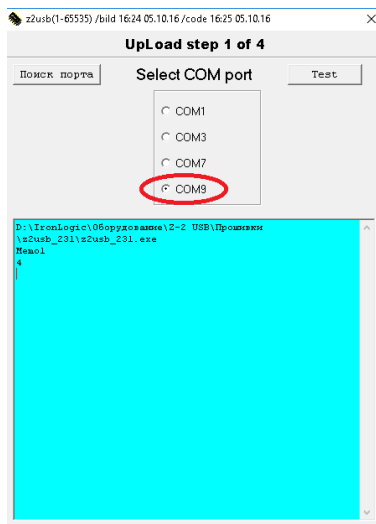 z2usb(1-65535) /bild 16:24 05.10.16 /code 16:25 05.10.16
UpLoad step 1 of 4
Поиск порта
Select COM port
Test
COM1
COM3
COM7
COM9
D:\IronLogic\Оборудование\Z-2 USB\Прошивки
\z2usb_231\z2usb_231.exe
Memo1
4